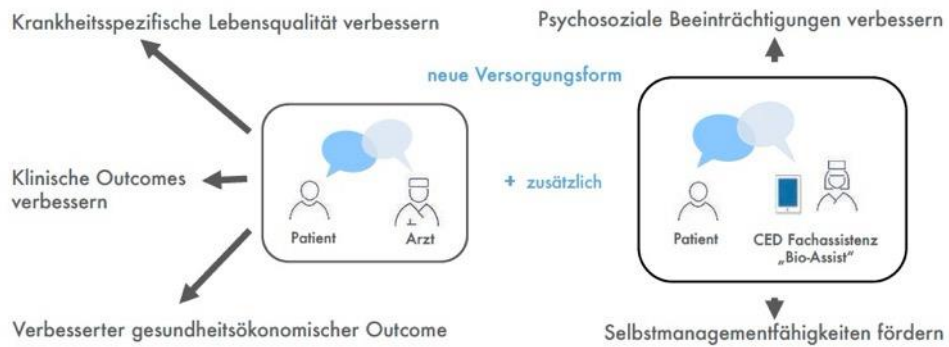 Krankheitsspezifische Lebensqualität verbessern
Psychosoziale Beeinträchtigungen verbessern
neue Versorgungsform
Klinische Outcomes
verbessern
+ zusätzlich
Patient
Arzt
Patient
CED Fachassistenz
„Bio-Assist“
Verbesserter gesundheitsökonomischer Outcome
Selbstmanagementfähigkeiten fördern